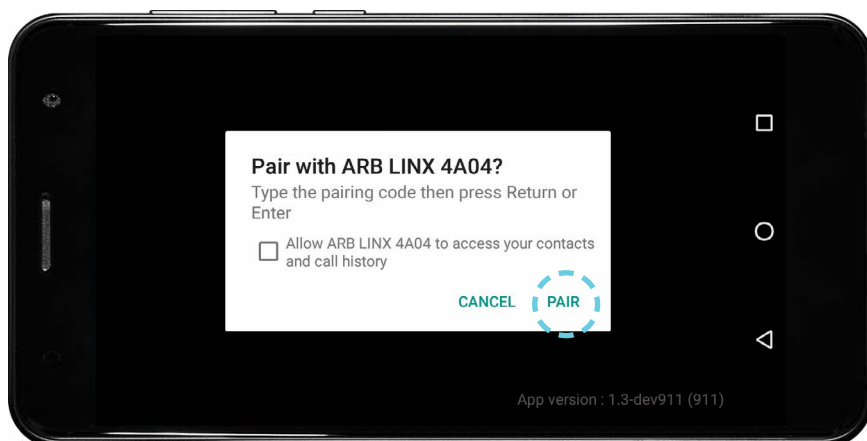 Pair with ARB LINX 4A04?
Type the pairing code then press Return or
Enter
Allow ARB LINX 4A04 to access your contacts
and call history
CANCEL PAIR
App version : 1.3-dev911 (911)